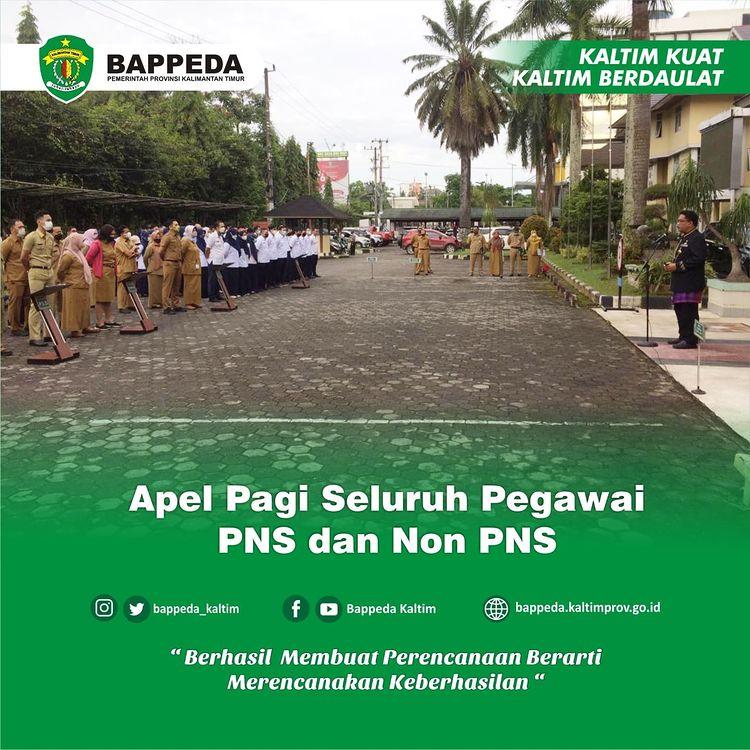 BAPPEDA
PEMERINTAH PROVINSI KALIMANTAN TIMUR
KALTIM KUAT
KALTIM BERDAULAT
Apel Pagi Seluruh Pegawai
PNS dan Non PNS
bappeda_kaltim
Bappeda Kaltim
bappeda.kaltimprov.go.id
“ Berhasil Membuat Perencanaan Berarti
Merencanakan Keberhasilan “